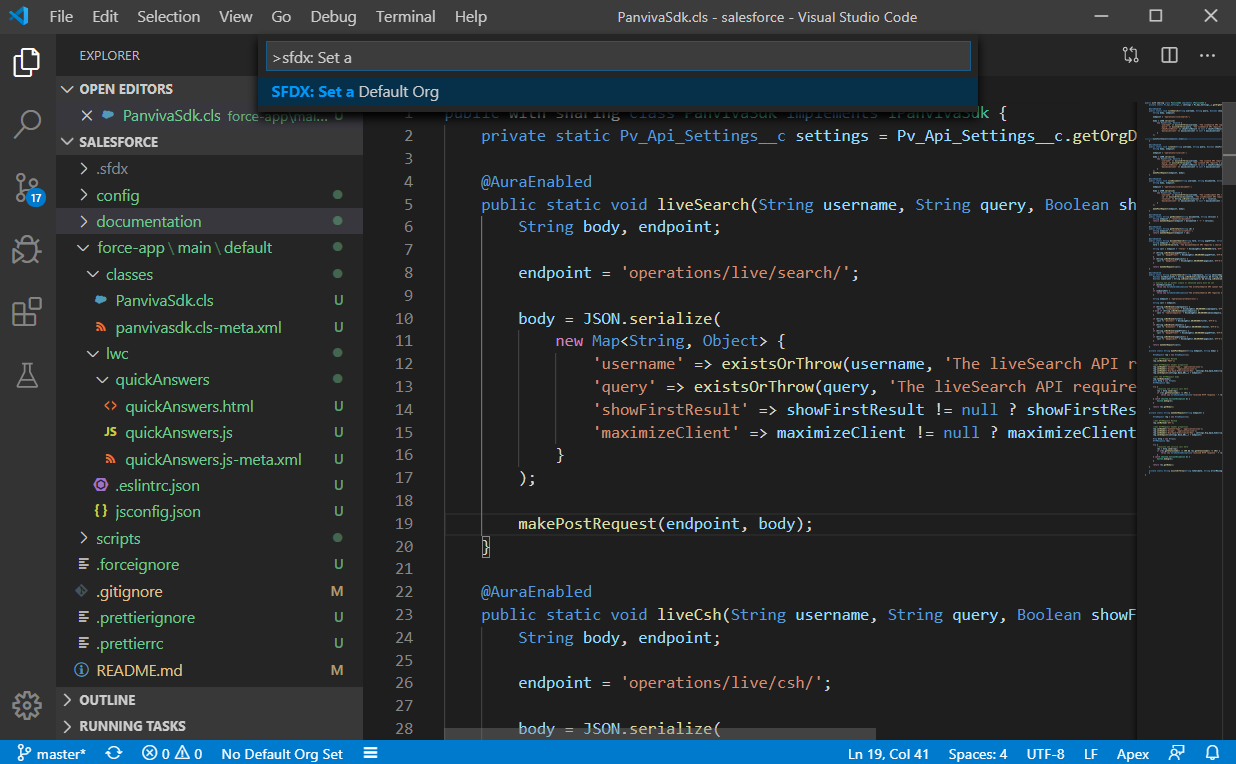 File Edit Selection View Go Debug Terminal Help PanvivaSdk.cls - salesforce - Visual Studio Code
>sfdx: Set a
SFDX: Set a Default Org
EXPLORER
OPEN EDITORS
PanvivaSdk.cls force-app\mai... U
SALESFORCE
.sfdx
config
documentation
force-app \ main \ default
classes
PanvivaSdk.cls U
panvivasdk.cls-meta.xml U
lwc
quickAnswers
quickAnswers.html U
JS quickAnswers.js U
quickAnswers.js-meta.xml U
.eslintrc.json U
{} jsconfig.json U
scripts
.forceignore U
.gitignore M
.prettierignore U
.prettierrc U
README.md M
OUTLINE
RUNNING TASKS
17
1 public with sharing class PanvivaSdk implements IPanvivaSdk {
2 private static Pv_Api_Settings__c settings = Pv_Api_Settings__c.getOrgD
3
4 @AuraEnabled
5 public static void liveSearch(String username, String query, Boolean sh
6 String body, endpoint;
7
8 endpoint = 'operations/live/search/';
9
10 body = JSON.serialize(
11 new Map<String, Object> {
12 'username' => existsOrThrow(username, 'The liveSearch API r
13 'query' => existsOrThrow(query, 'The liveSearch API require
14 'showFirstResult' => showFirstResult != null ? showFirstRes
15 'maximizeClient' => maximizeClient != null ? maximizeClient
16 }
17 );
18
19 makePostRequest(endpoint, body);
20 }
21
22 @AuraEnabled
23 public static void liveCsh(String username, String query, Boolean showF
24 String body, endpoint;
25
26 endpoint = 'operations/live/csh/';
27
28 body = JSON.serialize(
master* 0 0 No Default Org Set Ln 19, Col 41 Spaces: 4 UTF-8 LF Apex